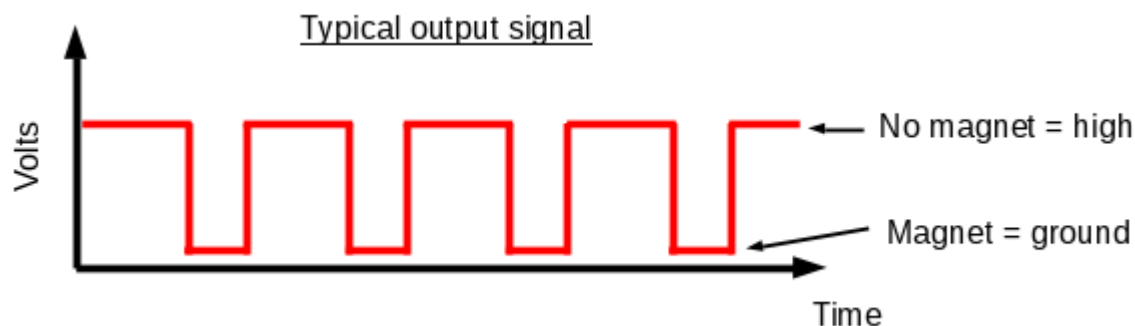 Typical output signal
Volts
No magnet = high
Magnet = ground
Time